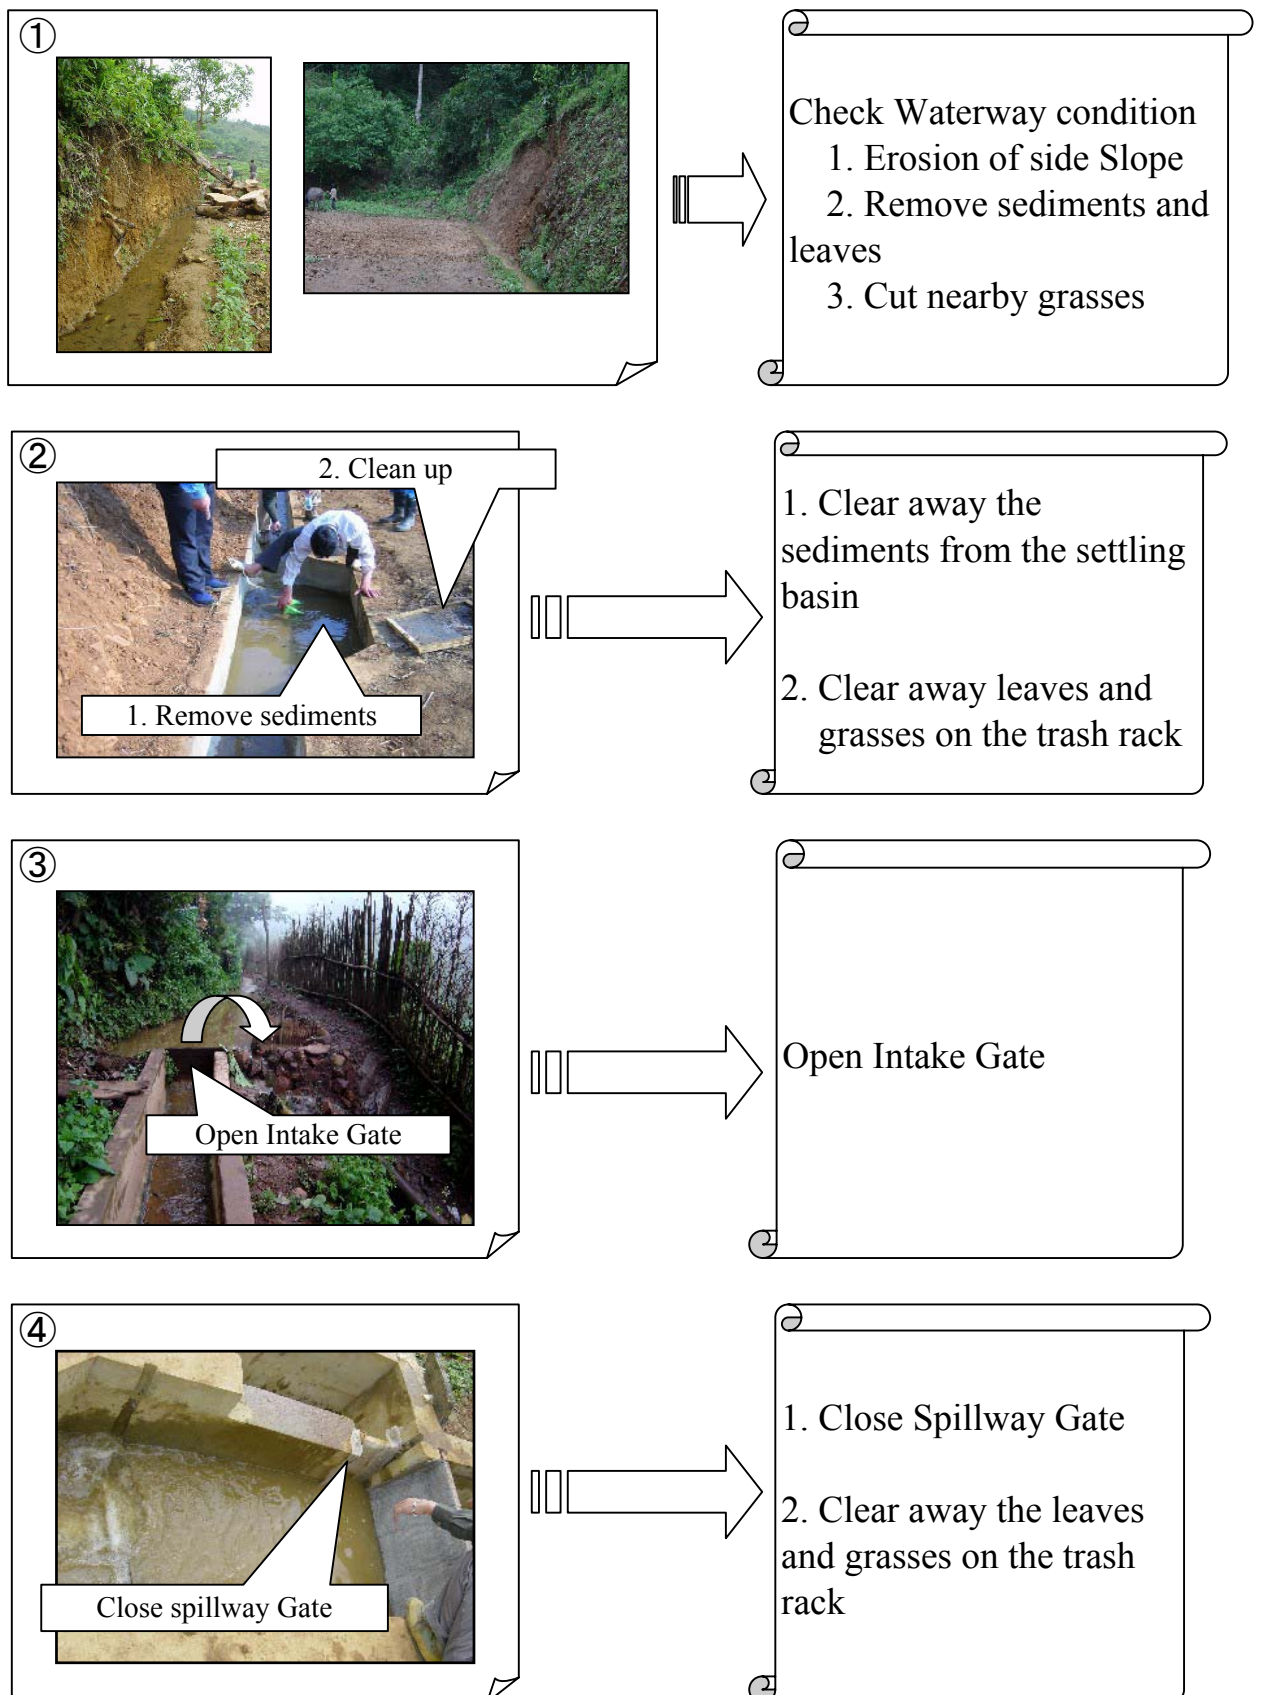 ①
Check Waterway condition
1. Erosion of side Slope
2. Remove sediments and
leaves
3. Cut nearby grasses
②
2. Clean up
1. Remove sediments
1. Clear away the
sediments from the settling
basin
2. Clear away leaves and
grasses on the trash rack
③
Open Intake Gate
Open Intake Gate
④
Close spillway Gate
1. Close Spillway Gate
2. Clear away the leaves
and grasses on the trash
rack